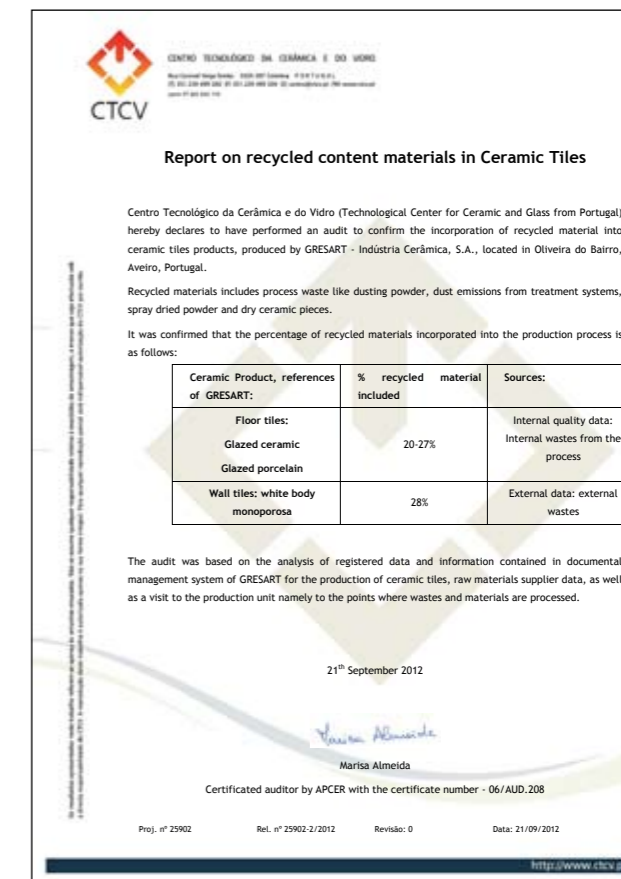 CTCV
CENTRO TECNOLÓGICO DA CERÂMICA E DO VIDRO
Report on recycled content materials in Ceramic Tiles
Centro Tecnológico da Cerâmica e do Vidro (Technological Center for Ceramic and Glass from Portugal)
hereby declares to have performed an audit to confirm the incorporation of recycled material into
ceramic tiles products, produced by GRESART - Indústria Cerâmica, S.A., located in Oliveira do Bairro,
Aveiro, Portugal.
Recycled materials includes process waste like dusting powder, dust emissions from treatment systems,
spray dried powder and dry ceramic pieces.
It was confirmed that the percentage of recycled materials incorporated into the production process is
as follows:
Ceramic Product, references of GRESART:
% recycled material included
Sources:
Floor tiles:
Glazed ceramic
Glazed porcelain
20-27%
Internal quality data:
Internal wastes from the
process
Wall tiles: white body
monoporosa
28%
External data: external
wastes
The audit was based on the analysis of registered data and information contained in documental
management system of GRESART for the production of ceramic tiles, raw materials supplier data, as well
as a visit to the production unit namely to the points where wastes and materials are processed.
21th September 2012
Marisa Almeida
Marisa Almeida
Certificated auditor by APCER with the certificate number - 06/AUD.208
Proj. nº 25902 Rel. nº 25902-2/2012 Revisão: 0 Data: 21/09/2012
http://www.ctcv.p